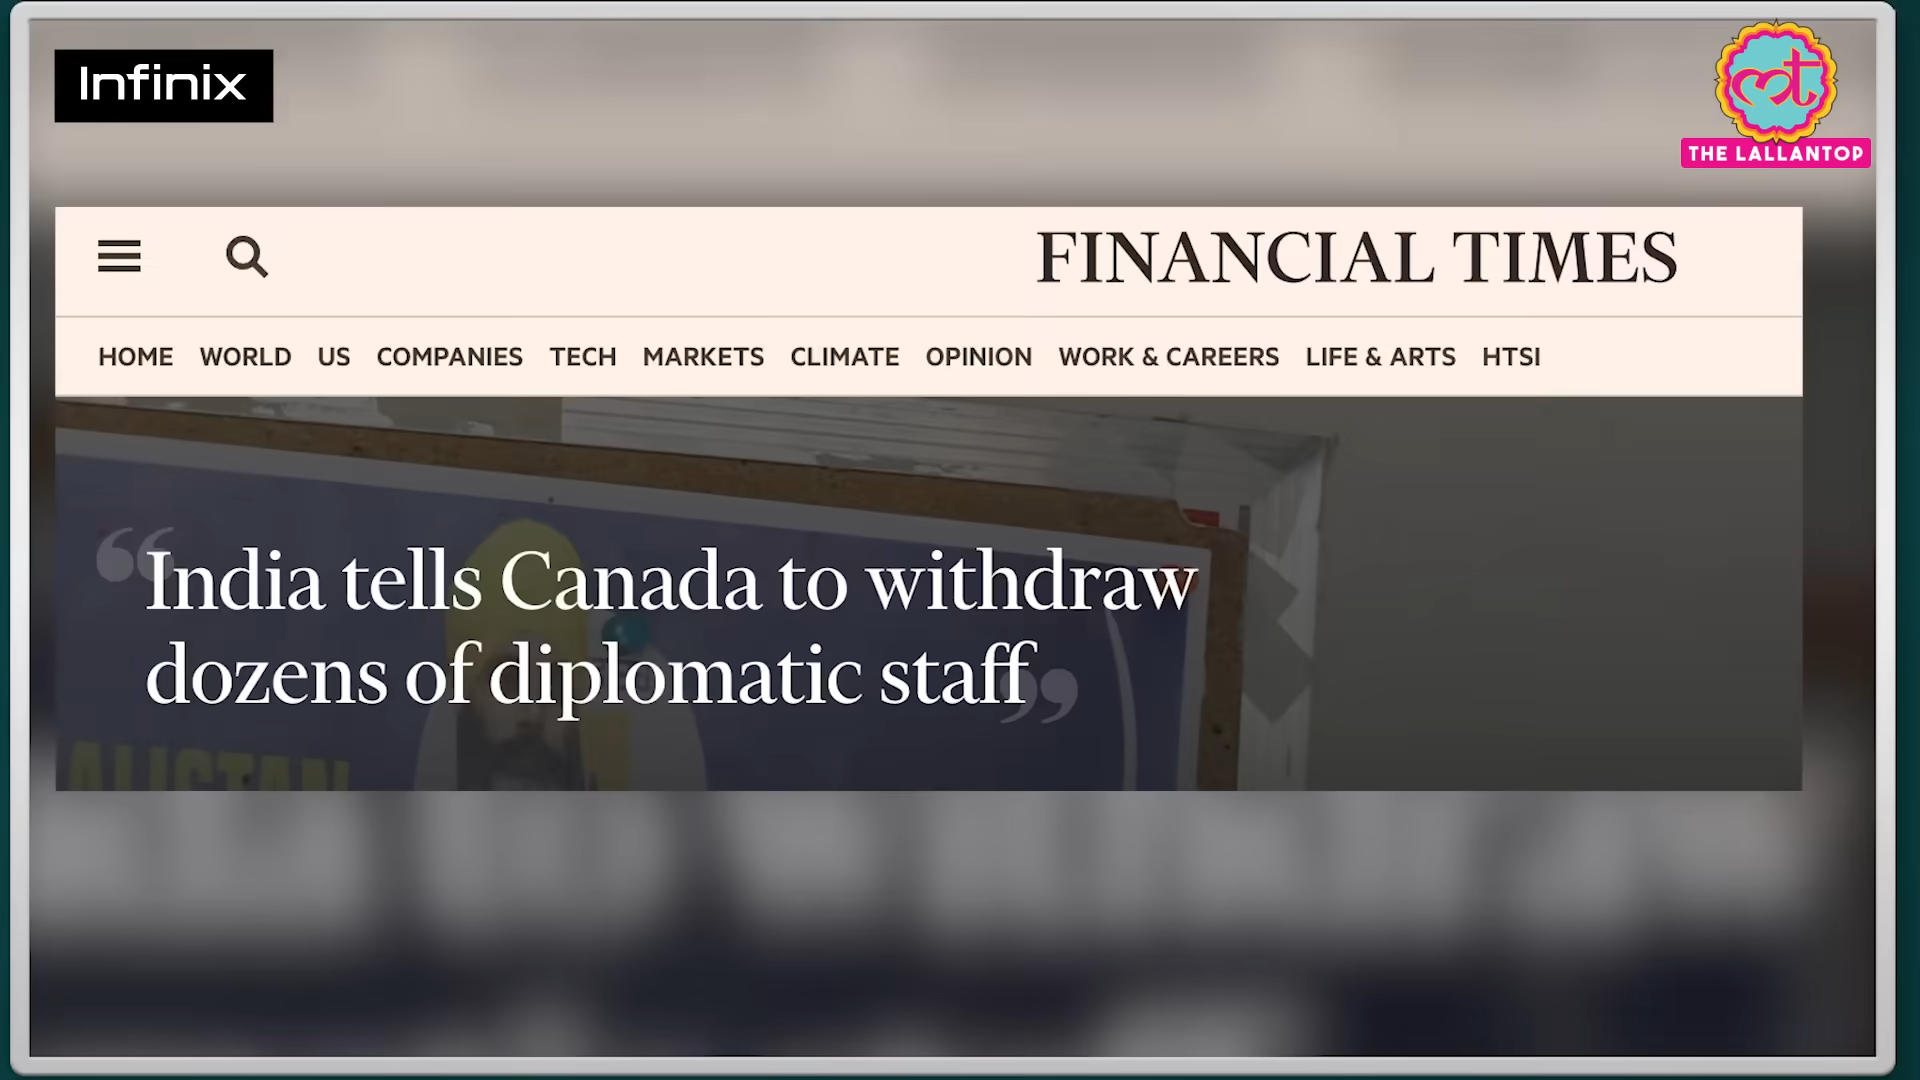 Infinix
THE LALLANTOP
FINANCIAL TIMES
HOME WORLD US COMPANIES TECH MARKETS CLIMATE OPINION WORK & CAREERS LIFE & ARTS HTSI
“India tells Canada to withdraw
dozens of diplomatic staff”
ALISTAN